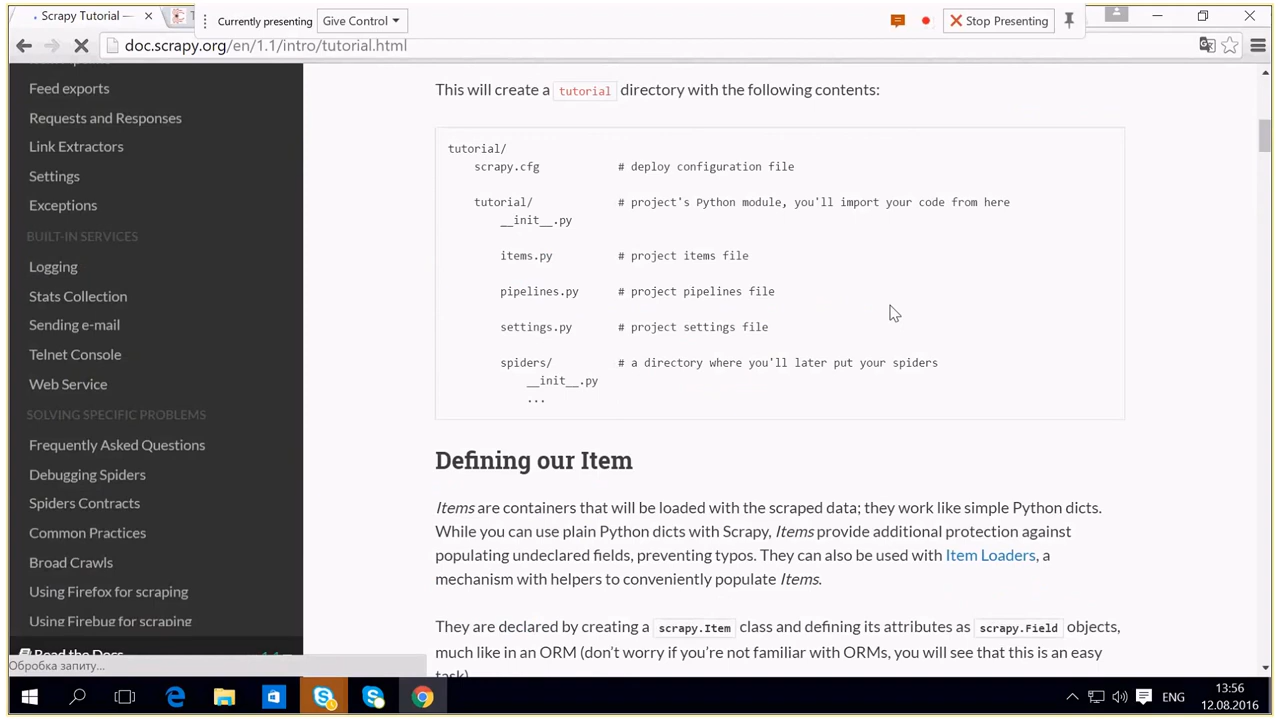 Scrapy Tutorial —
Currently presenting
Give Control
Stop Presenting
doc.scrapy.org/en/1.1/intro/tutorial.html
Feed exports
Requests and Responses
Link Extractors
Settings
Exceptions
BUILT-IN SERVICES
Logging
Stats Collection
Sending e-mail
Telnet Console
Web Service
SOLVING SPECIFIC PROBLEMS
Frequently Asked Questions
Debugging Spiders
Spiders Contracts
Common Practices
Broad Crawls
Using Firefox for scraping
Using Firebug for scraping
Read the Docs
Обробка запиту...
This will create a tutorial directory with the following contents:
tutorial/
scrapy.cfg # deploy configuration file
tutorial/ # project's Python module, you'll import your code from here
__init__.py
items.py # project items file
pipelines.py # project pipelines file
settings.py # project settings file
spiders/ # a directory where you'll later put your spiders
__init__.py
...
Defining our Item
Items are containers that will be loaded with the scraped data; they work like simple Python dicts.
While you can use plain Python dicts with Scrapy, Items provide additional protection against
populating undeclared fields, preventing typos. They can also be used with Item Loaders, a
mechanism with helpers to conveniently populate Items.
They are declared by creating a scrapy.Item class and defining its attributes as scrapy.Field objects,
much like in an ORM (don't worry if you're not familiar with ORMs, you will see that this is an easy
task)
ENG
13:56
12.08.2016